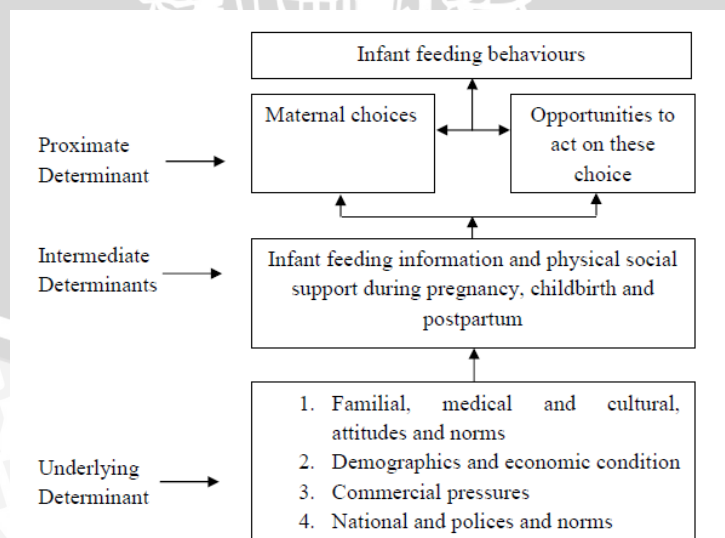 Infant feeding behaviours
Proximate
Determinant
Maternal choices
Opportunities to
act on these
choice
Intermediate
Determinants
Infant feeding information and physical social
support during pregnancy, childbirth and
postpartum
Underlying
Determinant
1. Familial, medical and cultural,
attitudes and norms
2. Demographics and economic condition
3. Commercial pressures
4. National and polices and norms